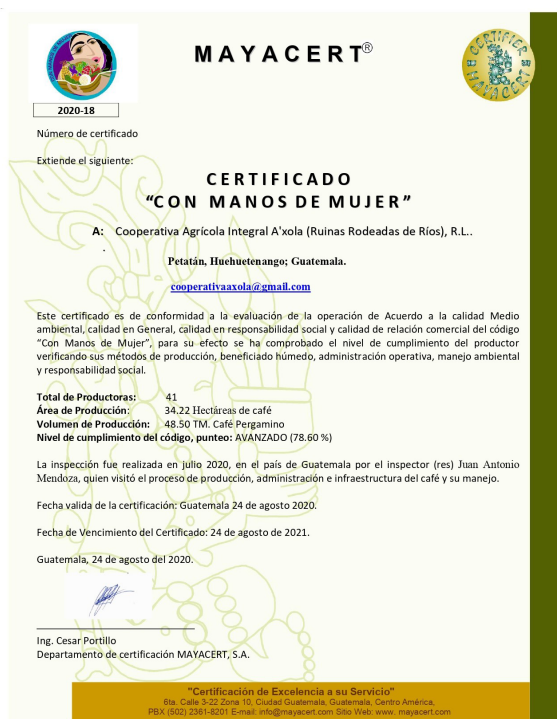 MAYACERT®
CERTIFIER
MAYACERT
CON MANOS DE MUJER
2020-18
Número de certificado
Extiende el siguiente:
CERTIFICADO
“CON MANOS DE MUJER”
A: Cooperativa Agrícola Integral A'xola (Ruinas Rodeadas de Ríos), R.L..
.
Petatán, Huehuetenango; Guatemala.
cooperativaaxola@gmail.com
Este certificado es de conformidad a la evaluación de la operación de Acuerdo a la calidad Medio
ambiental, calidad en General, calidad en responsabilidad social y calidad de relación comercial del código
“Con Manos de Mujer”, para su efecto se ha comprobado el nivel de cumplimiento del productor
verificando sus métodos de producción, beneficiado húmedo, administración operativa, manejo ambiental
y responsabilidad social.
Total de Productoras: 41
Área de Producción: 34.22 Hectáreas de café
Volumen de Producción: 48.50 TM. Café Pergamino
Nivel de cumplimiento del código, punteo: AVANZADO (78.60 %)
La inspección fue realizada en julio 2020, en el país de Guatemala por el inspector (res) Juan Antonio
Mendoza, quien visitó el proceso de producción, administración e infraestructura del café y su manejo.
Fecha valida de la certificación: Guatemala 24 de agosto 2020.
Fecha de Vencimiento del Certificado: 24 de agosto de 2021.
Guatemala, 24 de agosto del 2020.
Ing. Cesar Portillo
Departamento de certificación MAYACERT, S.A.
"Certificación de Excelencia a su Servicio"
6ta. Calle 3-22 Zona 10, Ciudad Guatemala, Guatemala, Centro América,
PBX (502) 2361-8201 E-mail: info@mayacert.com Sitio Web: www. mayacert.com